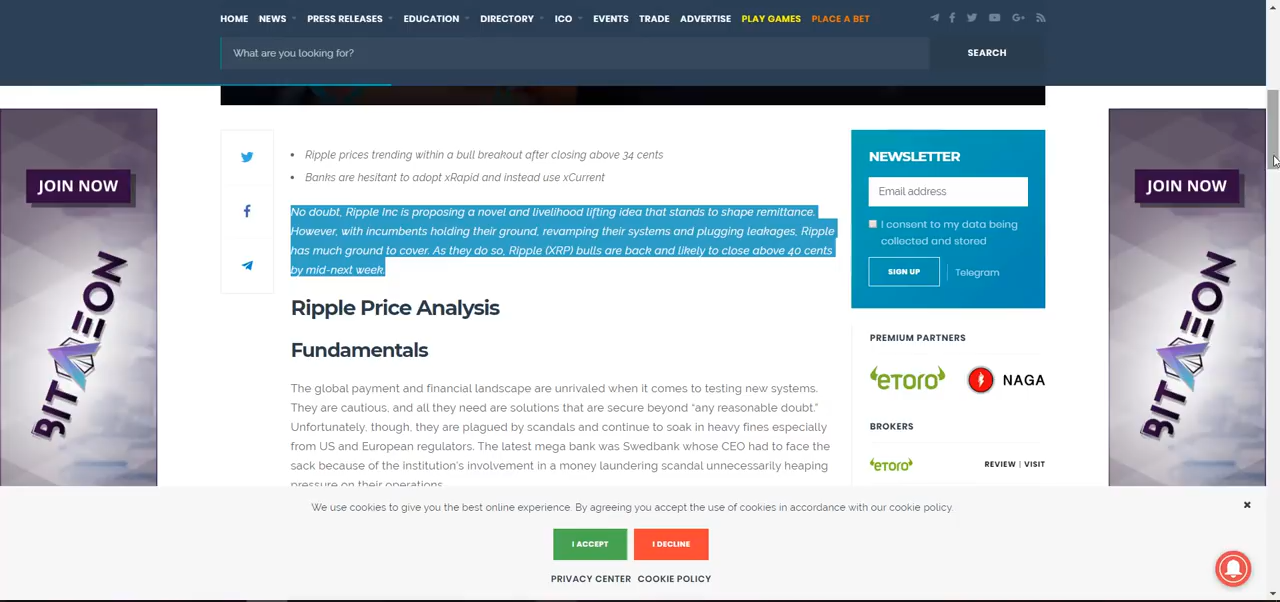 HOME NEWS PRESS RELEASES EDUCATION DIRECTORY ICO EVENTS TRADE ADVERTISE PLAY GAMES PLACE A BET
What are you looking for?
SEARCH
JOIN NOW
BITAEON
Ripple prices trending within a bull breakout after closing above 34 cents
Banks are hesitant to adopt xRapid and instead use xCurrent
No doubt, Ripple Inc is proposing a novel and livelihood lifting idea that stands to shape remittance.
However, with incumbents holding their ground, revamping their systems and plugging leakages, Ripple
has much ground to cover. As they do so, Ripple (XRP) bulls are back and likely to close above 40 cents
by mid-next week.
Ripple Price Analysis
Fundamentals
The global payment and financial landscape are unrivaled when it comes to testing new systems.
They are cautious, and all they need are solutions that are secure beyond “any reasonable doubt.”
Unfortunately, though, they are plagued by scandals and continue to soak in heavy fines especially
from US and European regulators. The latest mega bank was Swedbank whose CEO had to face the
sack because of the institution's involvement in a money laundering scandal unnecessarily heaping
pressure on their operations.
NEWSLETTER
Email address
I consent my to data being
collected and stored
SIGN UP
Telegram
PREMIUM PARTNERS
eToro
NAGA
BROKERS
eToro
REVIEW | VISIT
JOIN NOW
BITAEON
We use cookies to give you the best online experience. By agreeing you accept the use of cookies in accordance with our cookie policy.
I ACCEPT
I DECLINE
PRIVACY CENTER COOKIE POLICY